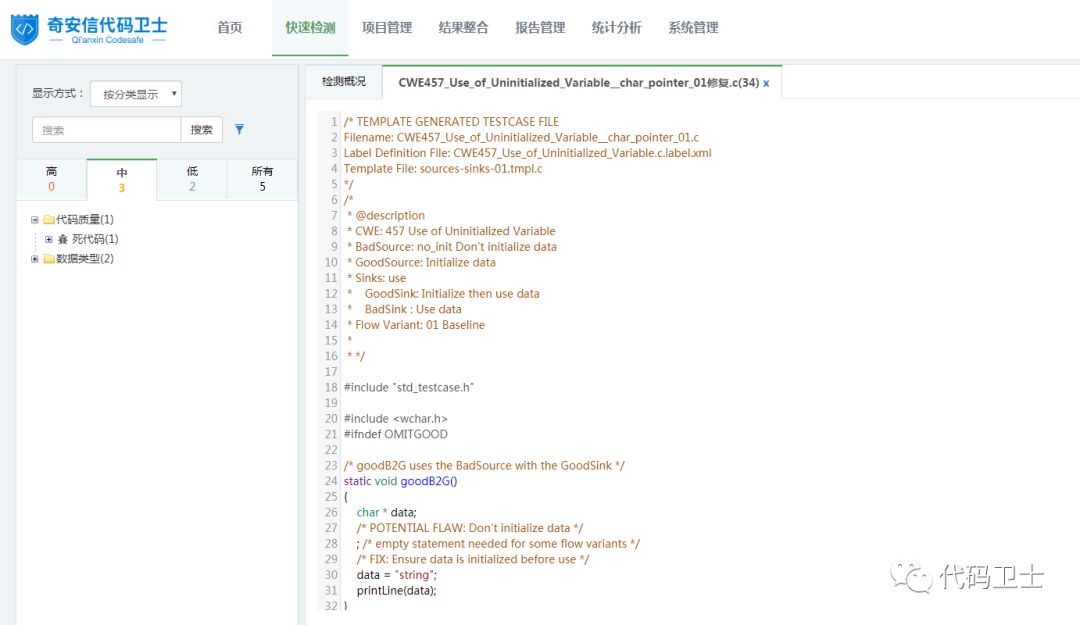 奇安信代码卫士
Qi'anxin Codesafe
首页 快速检测 项目管理 结果整合 报告管理 统计分析 系统管理
显示方式: 按分类显示
搜索 搜索
高 中 低 所有
0 3 2 5
代码质量(1)
死代码(1)
数据类型(2)
检测概况 CWE457_Use_of_Uninitialized_Variable__char_pointer_01修复.c(34) x
1 /* TEMPLATE GENERATED TESTCASE FILE
2 Filename: CWE457_Use_of_Uninitialized_Variable__char_pointer_01.c
3 Label Definition File: CWE457_Use_of_Uninitialized_Variable.c.label.xml
4 Template File: sources-sinks-01.tmpl.c
5 */
6 /*
7 * @description
8 * CWE: 457 Use of Uninitialized Variable
9 * BadSource: no_init Don't initialize data
10 * GoodSource: Initialize data
11 * Sinks: use
12 *    GoodSink: Initialize then use data
13 *    BadSink : Use data
14 * Flow Variant: 01 Baseline
15 *
16 * */
17
18 #include "std_testcase.h"
19
20 #include <wchar.h>
21 #ifndef OMITGOOD
22
23 /* goodB2G uses the BadSource with the GoodSink */
24 static void goodB2G()
25 {
26    char * data;
27    /* POTENTIAL FLAW: Don't initialize data */
28    ; /* empty statement needed for some flow variants */
29    /* FIX: Ensure data is initialized before use */
30    data = "string";
31    printLine(data);
32 }
代码卫士